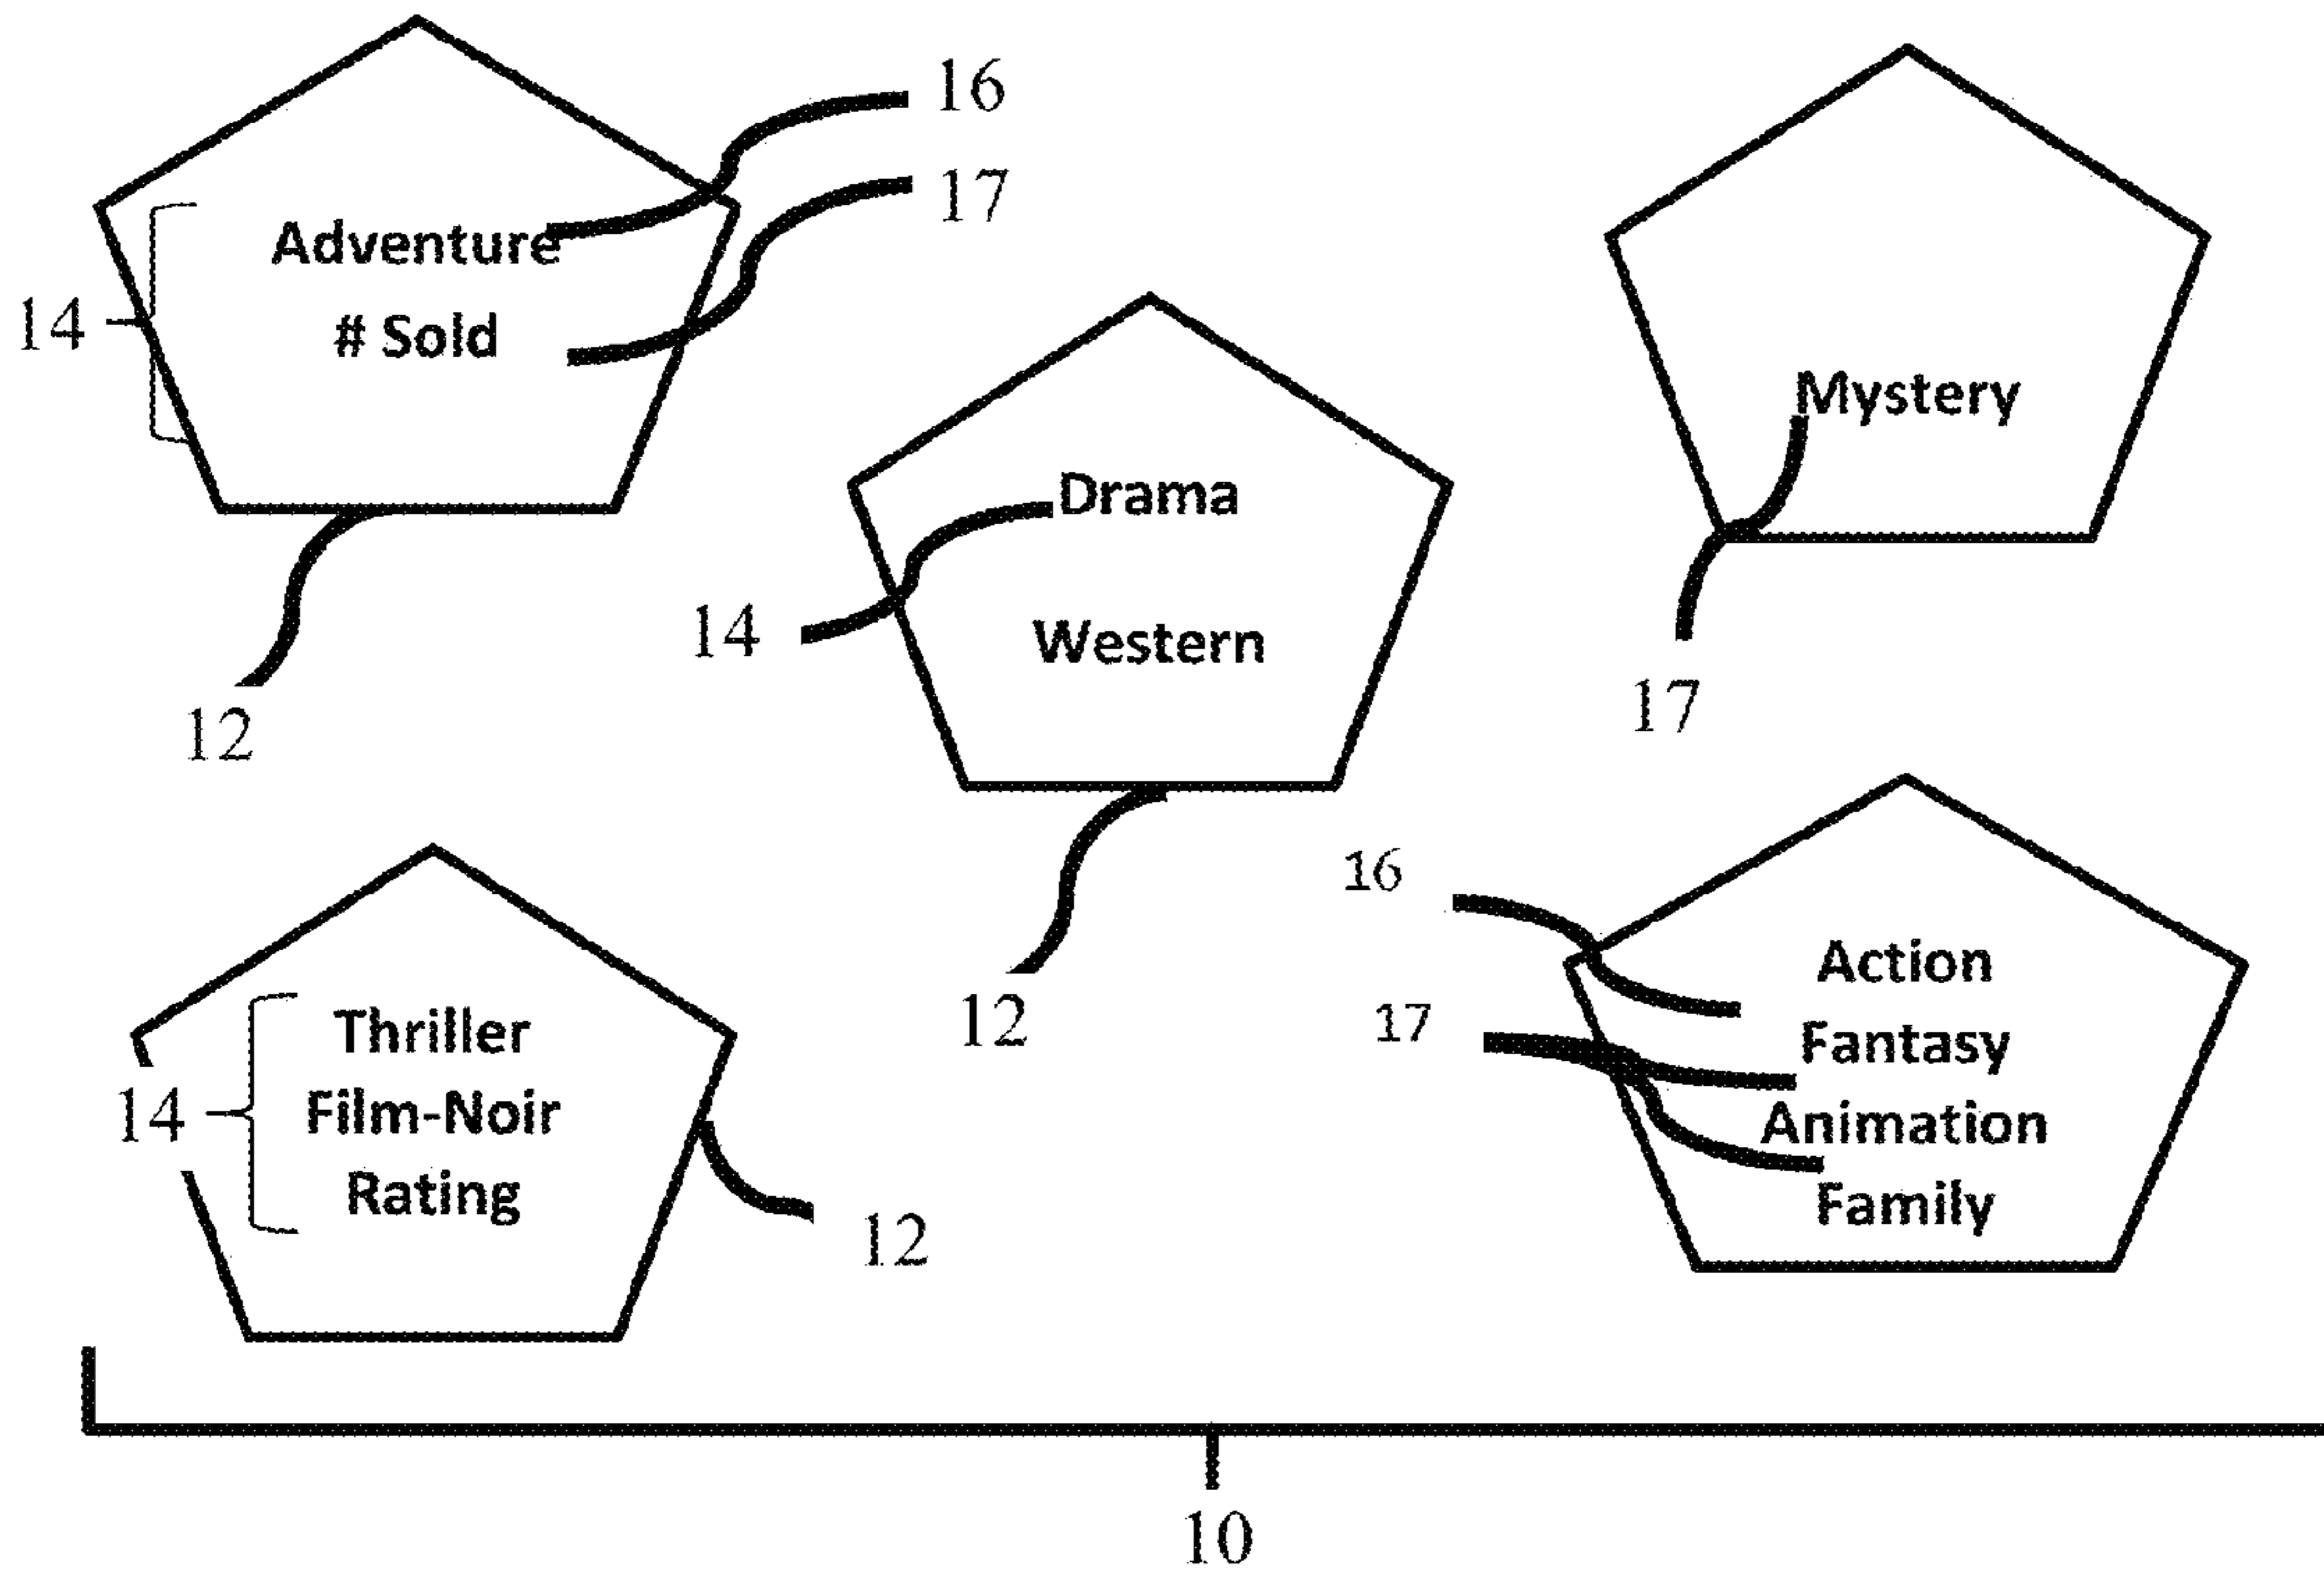 16
17
Adventure
# Sold
14
12
Mystery
17
Drama
14
Western
12
Thriller
Film-Noir
Rating
14
12
16
17
Action
Fantasy
Animation
Family
10